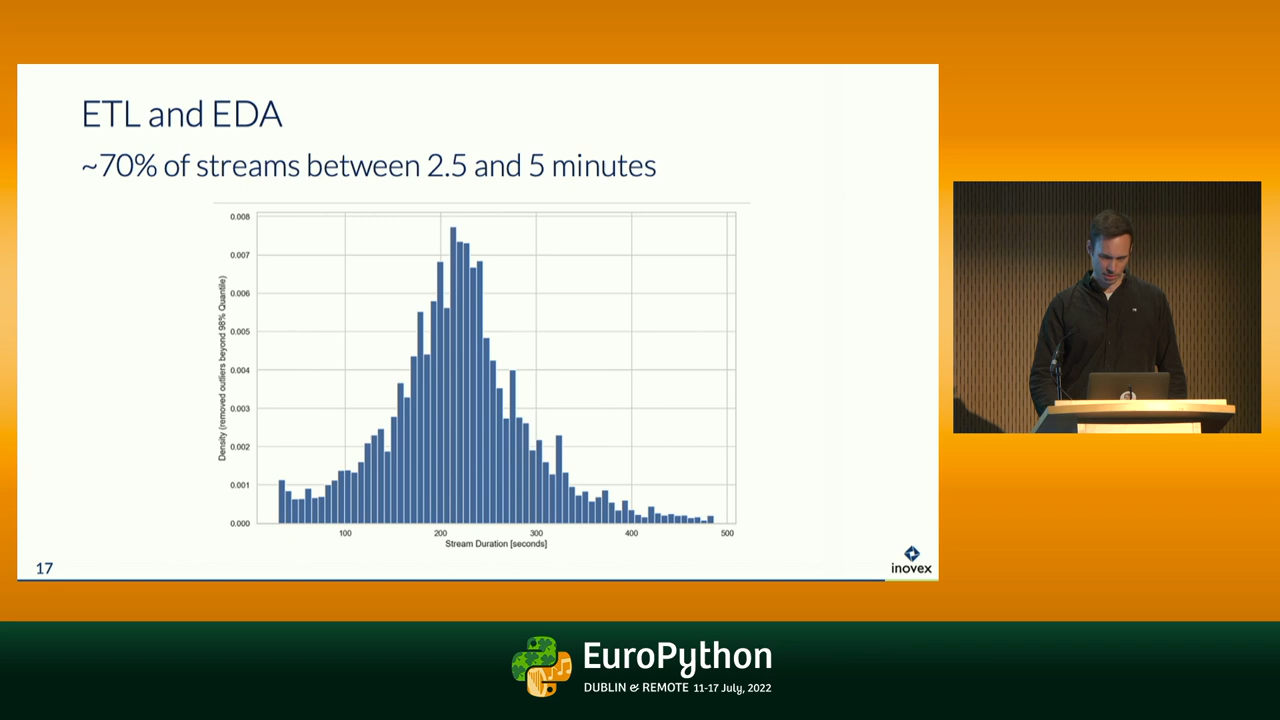 ETL and EDA
~70% of streams between 2.5 and 5 minutes
Density (removed outliers beyond 98% Quantile)
0.008
0.007
0.006
0.005
0.004
0.003
0.002
0.001
0.000
100 200 300 400 500
Stream Duration [seconds]
17
inovex
EuroPython
DUBLIN & REMOTE 11-17 July, 2022